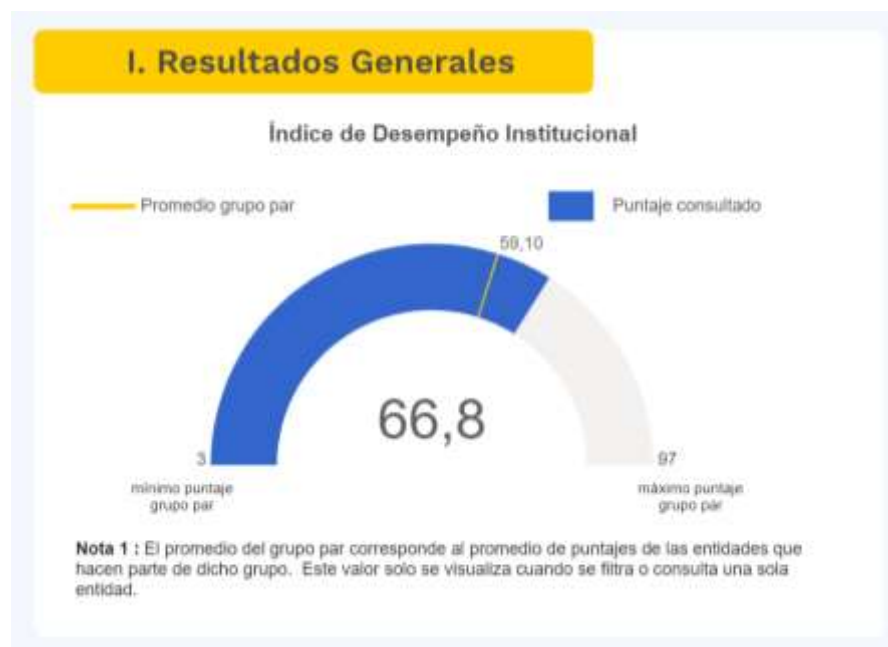 I. Resultados Generales
Índice de Desempeño Institucional
Promedio grupo par
Puntaje consultado
59,10
66,8
3
97
mínimo puntaje
grupo par
máximo puntaje
grupo par
Nota 1 : El promedio del grupo par corresponde al promedio de puntajes de las entidades que
hacen parte de dicho grupo. Este valor solo se visualiza cuando se filtra o consulta una sola
entidad.